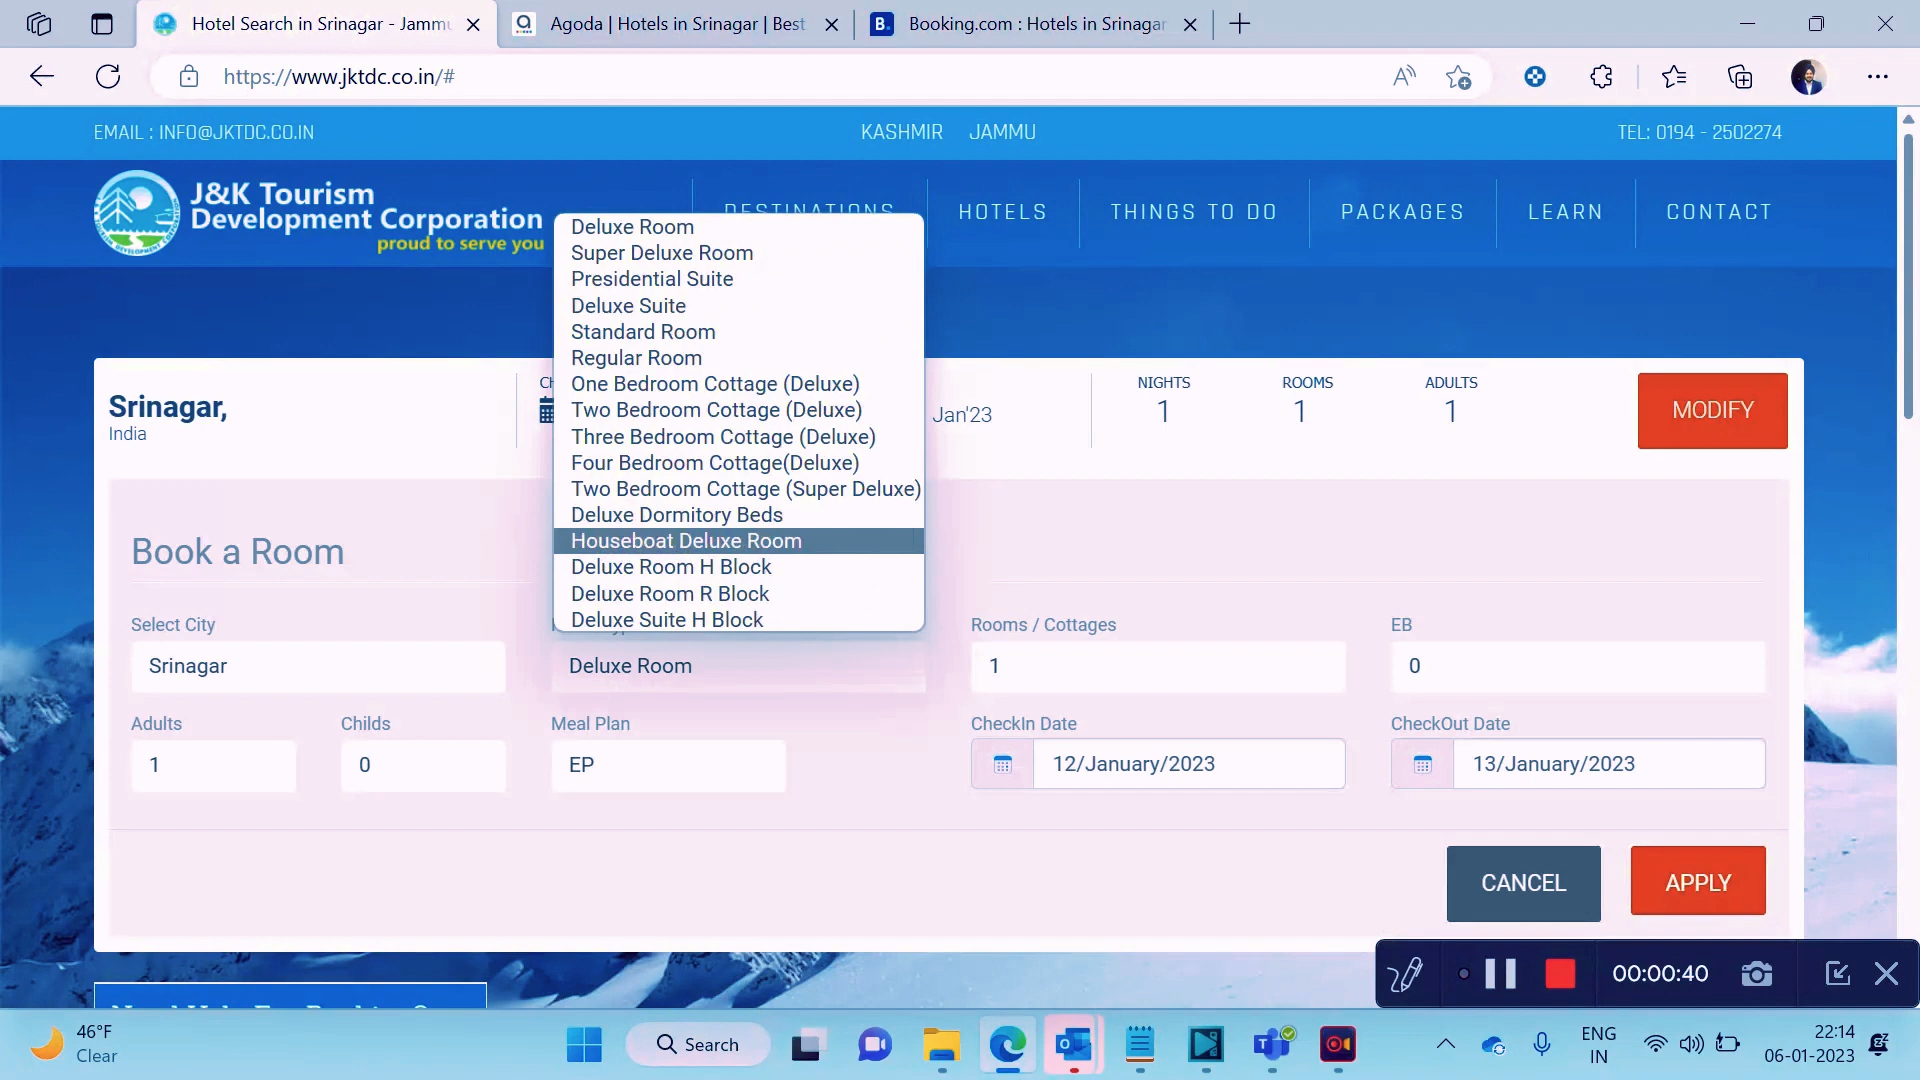 Hotel Search in Srinagar - Jammu
Agoda | Hotels in Srinagar | Best
Booking.com : Hotels in Srinagar
https://www.jktdc.co.in/#
EMAIL : INFO@JKTDC.CO.IN
KASHMIR JAMMU
TEL: 0194 - 2502274
J&K Tourism
Development Corporation
proud to serve you
DESTINATIONS
HOTELS
THINGS TO DO
PACKAGES
LEARN
CONTACT
Deluxe Room
Super Deluxe Room
Presidential Suite
Deluxe Suite
Standard Room
Regular Room
One Bedroom Cottage (Deluxe)
Two Bedroom Cottage (Deluxe)
Three Bedroom Cottage (Deluxe)
Four Bedroom Cottage(Deluxe)
Two Bedroom Cottage (Super Deluxe)
Deluxe Dormitory Beds
Houseboat Deluxe Room
Deluxe Room H Block
Deluxe Room R Block
Deluxe Suite H Block
Srinagar,
India
Jan'23
NIGHTS
1
ROOMS
1
ADULTS
1
MODIFY
Book a Room
Select City
Srinagar
Deluxe Room
Rooms / Cottages
1
EB
0
Adults
1
Childs
0
Meal Plan
EP
CheckIn Date
12/January/2023
CheckOut Date
13/January/2023
CANCEL
APPLY
00:00:40
46°F
Clear
Search
ENG
IN
22:14
06-01-2023